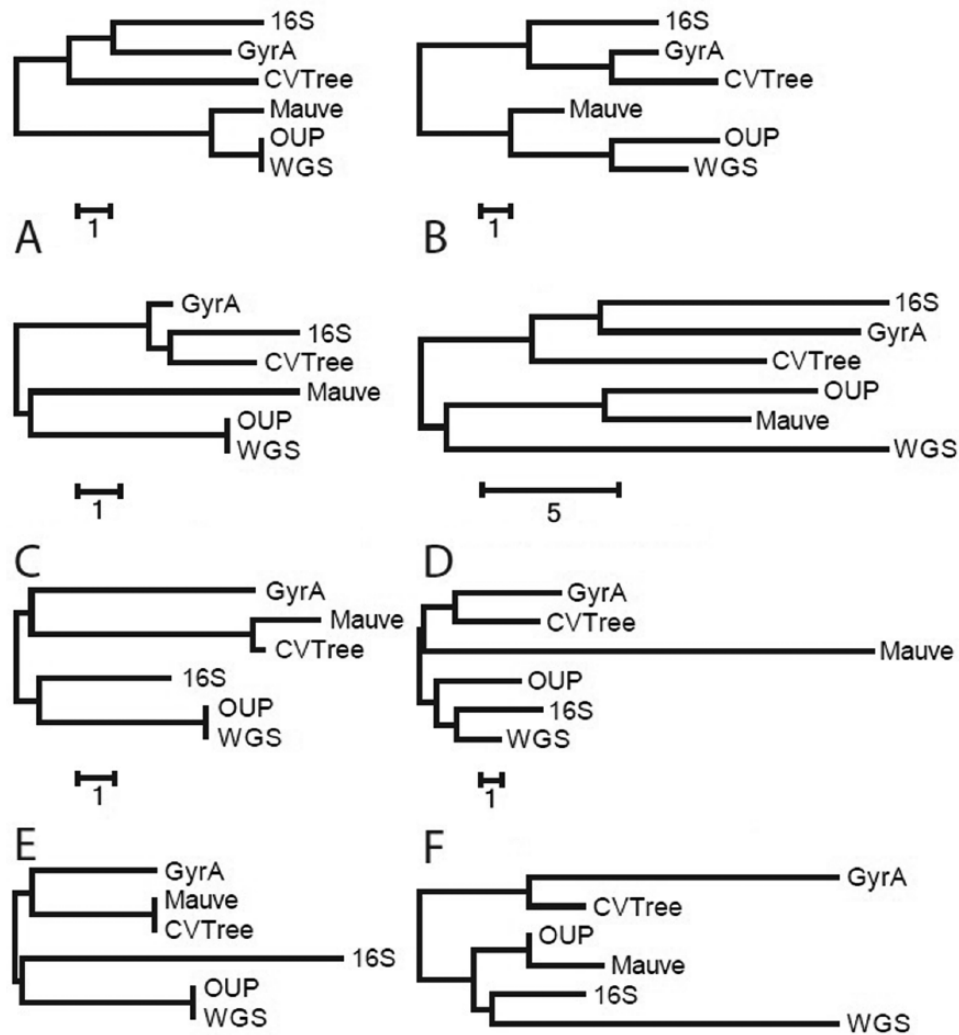 16S
GyrA
CVTree
Mauve
OUP
WGS
1
A
16S
GyrA
CVTree
Mauve
OUP
WGS
1
B
GyrA
16S
CVTree
Mauve
OUP
WGS
1
C
16S
GyrA
CVTree
OUP
Mauve
WGS
5
D
GyrA
Mauve
CVTree
16S
OUP
WGS
1
E
GyrA
CVTree
Mauve
OUP
16S
WGS
1
F
GyrA
Mauve
CVTree
16S
OUP
WGS
GyrA
CVTree
OUP
Mauve
16S
WGS